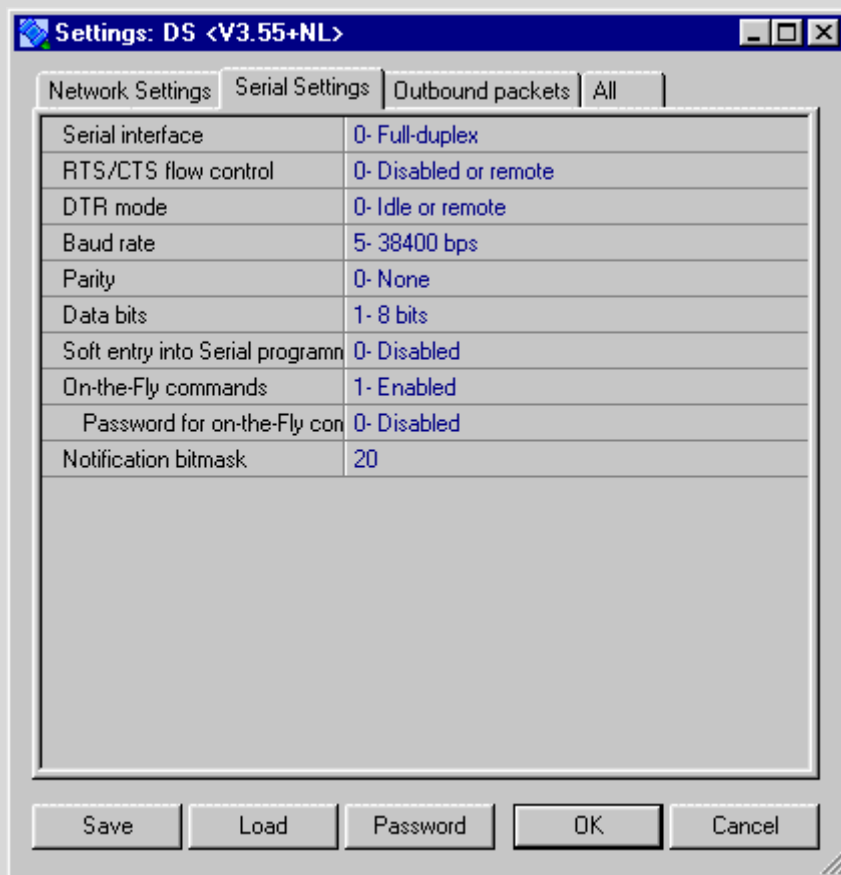 Settings: DS <V3.55+NL>
Network Settings Serial Settings Outbound packets All
Serial interface 0- Full-duplex
RTS/CTS flow control 0- Disabled or remote
DTR mode 0- Idle or remote
Baud rate 5- 38400 bps
Parity 0- None
Data bits 1- 8 bits
Soft entry into Serial programn 0- Disabled
On-the-Fly commands 1- Enabled
Password for on-the-Fly con 0- Disabled
Notification bitmask 20
Save Load Password OK Cancel